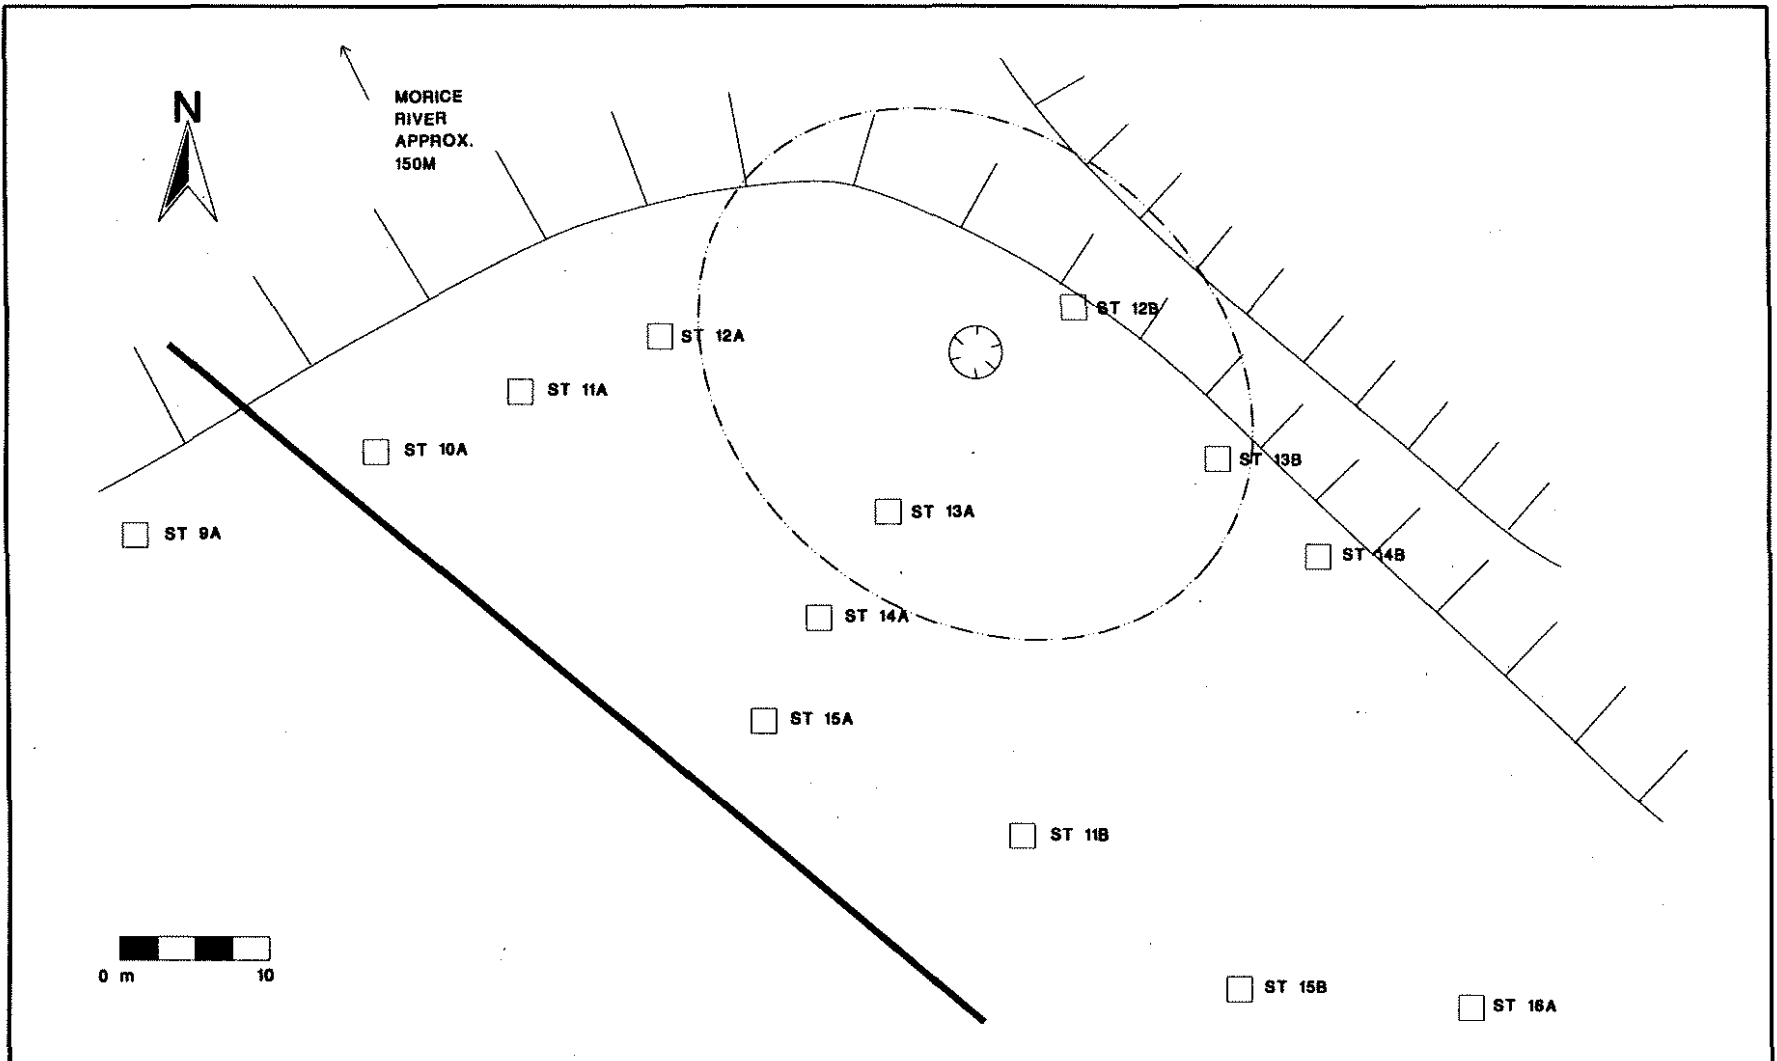 N
MORICE
RIVER
APPROX.
150M
ST 12B
ST 12A
ST 11A
ST 10A
ST 13B
ST 13A
ST 9A
ST 14B
ST 14A
ST 15A
ST 11B
0 m 10
ST 15B
ST 16A